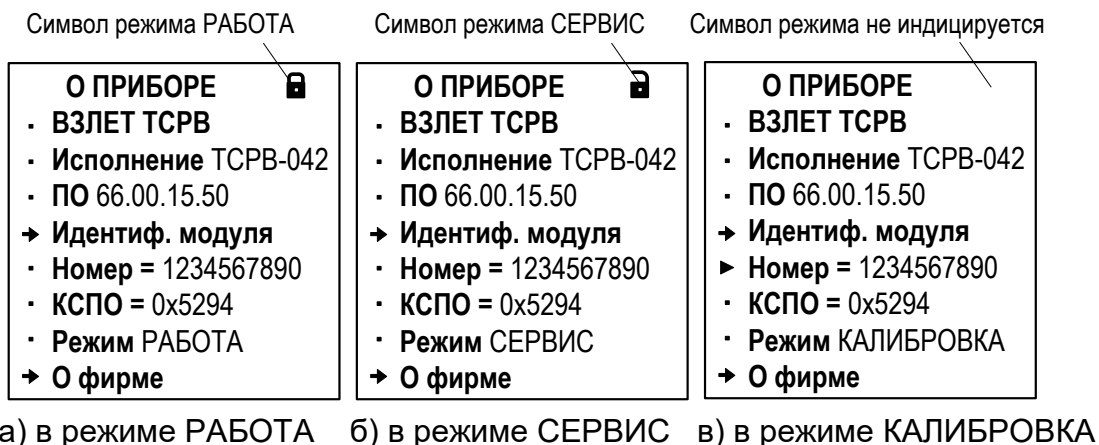 Символ режима РАБОТА
Символ режима СЕРВИС
Символ режима не индицируется
О ПРИБОРЕ
ВЗЛЕТ ТСРВ
Исполнение ТСРВ-042
ПО 66.00.15.50
Идентиф. модуля
Номер = 1234567890
КСПО = 0x5294
Режим РАБОТА
О фирме
О ПРИБОРЕ
ВЗЛЕТ ТСРВ
Исполнение ТСРВ-042
ПО 66.00.15.50
Идентиф. модуля
Номер = 1234567890
КСПО = 0x5294
Режим СЕРВИС
О фирме
О ПРИБОРЕ
ВЗЛЕТ ТСРВ
Исполнение ТСРВ-042
ПО 66.00.15.50
Идентиф. модуля
Номер = 1234567890
КСПО = 0x5294
Режим КАЛИБРОВКА
О фирме
а) в режиме РАБОТА
б) в режиме СЕРВИС
в) в режиме КАЛИБРОВКА